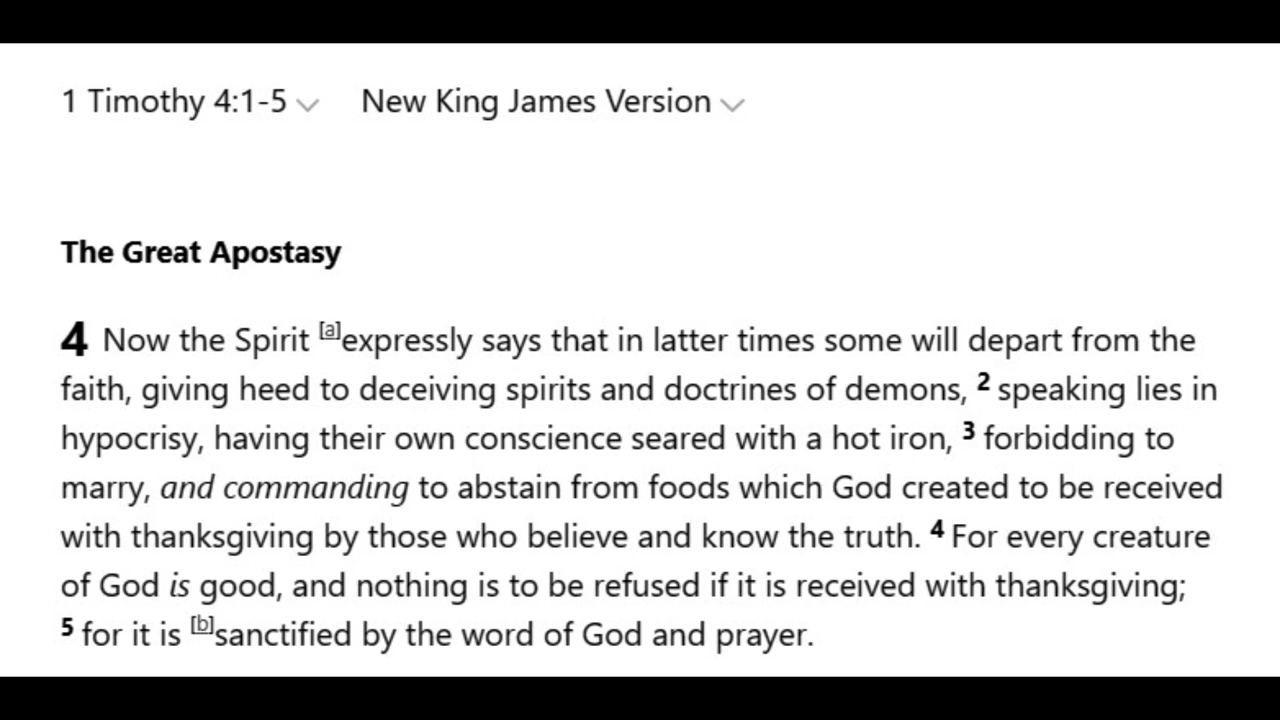 1 Timothy 4:1-5 New King James Version
The Great Apostasy
4 Now the Spirit [a]expressly says that in latter times some will depart from the
faith, giving heed to deceiving spirits and doctrines of demons, 2 speaking lies in
hypocrisy, having their own conscience seared with a hot iron, 3 forbidding to
marry, and commanding to abstain from foods which God created to be received
with thanksgiving by those who believe and know the truth. 4 For every creature
of God is good, and nothing is to be refused if it is received with thanksgiving;
5 for it is [b]sanctified by the word of God and prayer.